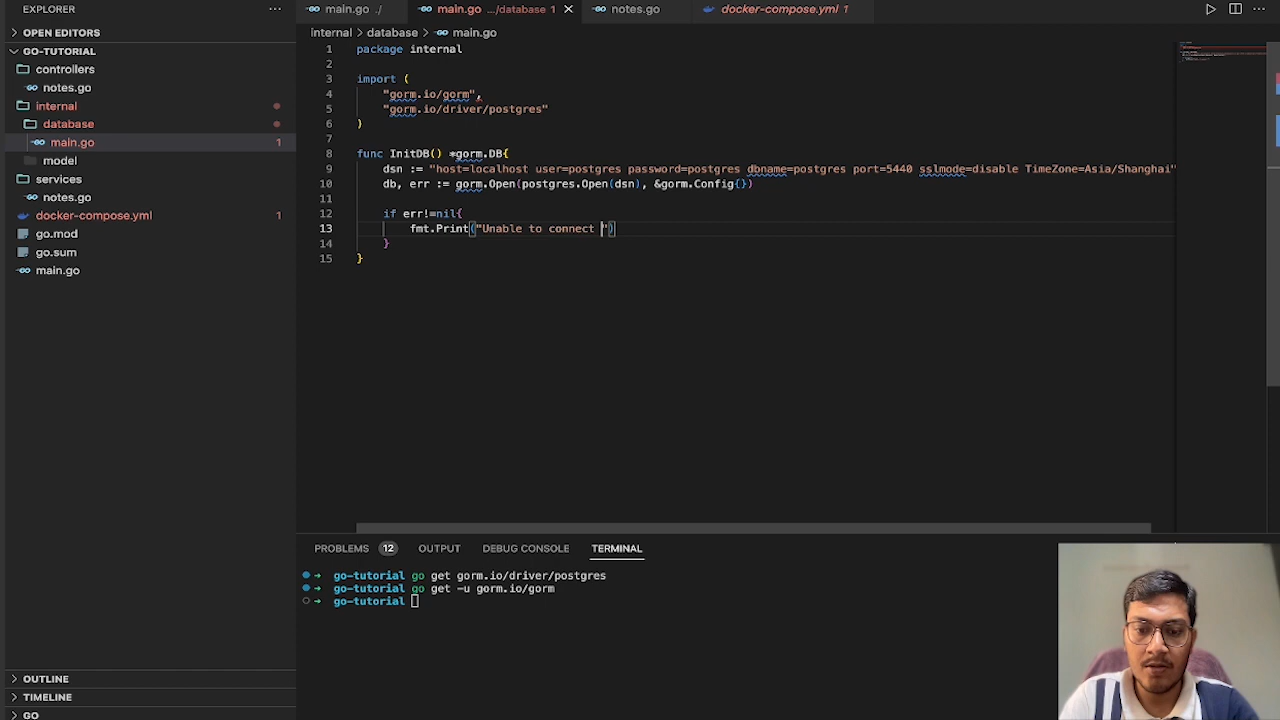 EXPLORER
OPEN EDITORS
GO-TUTORIAL
controllers
notes.go
internal
database
main.go 1
model
services
notes.go
docker-compose.yml 1
go.mod
go.sum
main.go
OUTLINE
TIMELINE
GO
main.go ./
main.go .../database 1
notes.go
docker-compose.yml 1
internal > database > main.go
1 package internal
2
3 import (
4 "gorm.io/gorm",
5 "gorm.io/driver/postgres"
6 )
7
8 func InitDB() *gorm.DB{
9 dsn := "host=localhost user=postgres password=postgres dbname=postgres port=5440 sslmode=disable TimeZone=Asia/Shanghai"
10 db, err := gorm.Open(postgres.Open(dsn), &gorm.Config{})
11
12 if err!=nil{
13 fmt.Print("Unable to connect ")
14 }
15 }
PROBLEMS 12 OUTPUT DEBUG CONSOLE TERMINAL
→ go-tutorial go get gorm.io/driver/postgres
→ go-tutorial go get -u gorm.io/gorm
→ go-tutorial